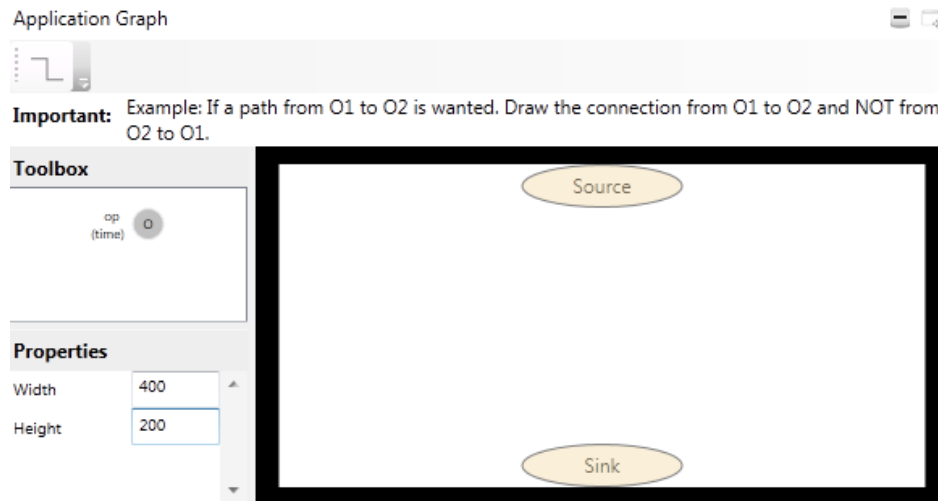 Application Graph
Important: Example: If a path from O1 to O2 is wanted. Draw the connection from O1 to O2 and NOT from
O2 to O1.
Toolbox
op
(time)
O
Source
Properties
Width 400
Height 200
Sink